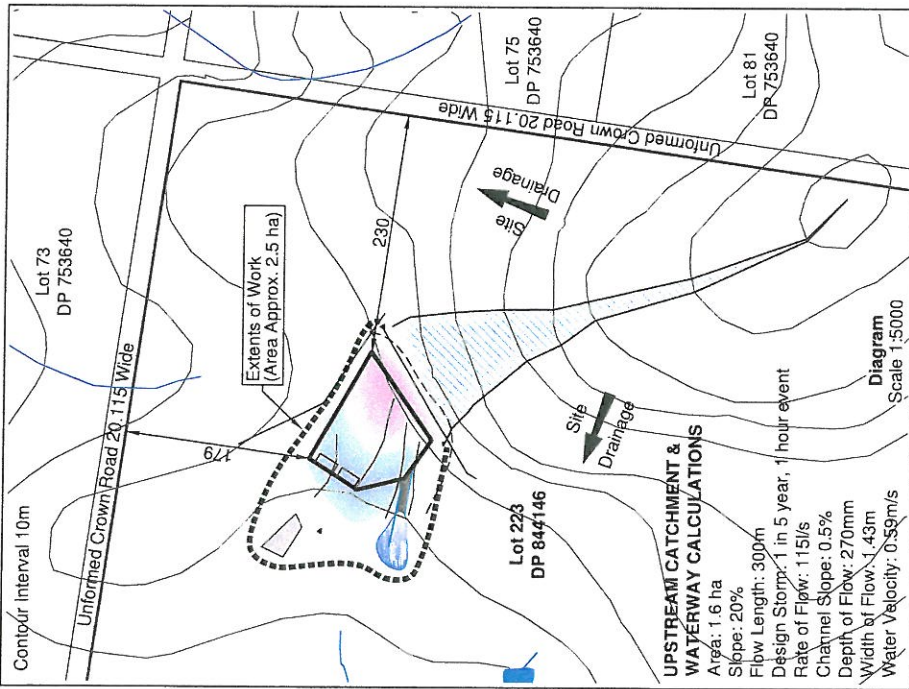 Contour Interval 10m
Lot 73
DP 753640
Unformed Crown Road 20.115 Wide
Extents of Work
(Area Approx. 2.5 ha)
179
230
Lot 75
DP 753640
Unformed Crown Road 20.115 Wide
Site
Drainage
Lot 81
DP 753640
Site
Drainage
Lot 223
DP 844146
UPSTREAM CATCHMENT &
WATERWAY CALCULATIONS
Area: 1.6 ha
Slope: 20%
Flow Length: 300m
Design Storm: 1 in 5 year, 1 hour event
Rate of Flow: 115l/s
Channel Slope: 0.5%
Depth of Flow: 270mm
Width of Flow: 1.43m
Water Velocity: 0.59m/s
Diagram
Scale 1:5000